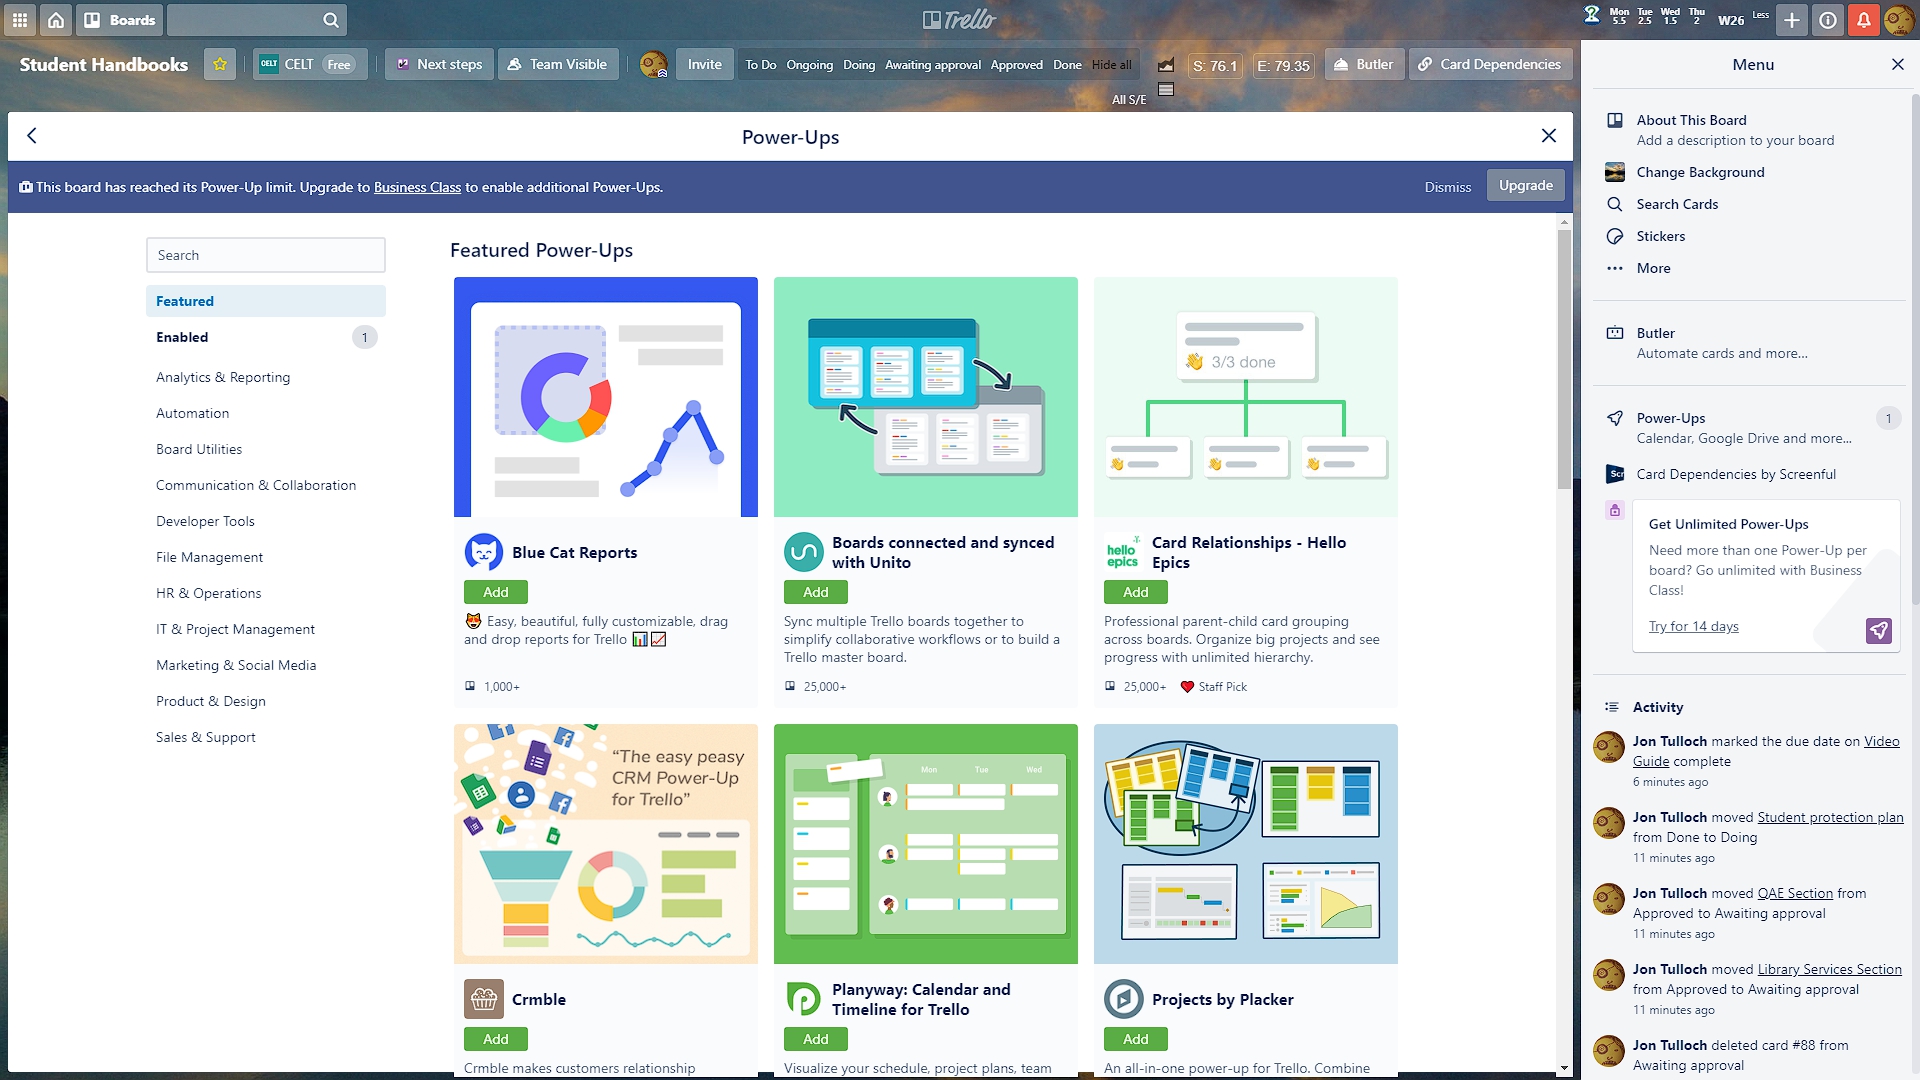 Boards
Trello
Mon Tue Wed Thu
5.5 2.5 1.5 2
W26
Less
Student Handbooks
CELT
CELT
Free
Next steps
Team Visible
Invite
To Do Ongoing Doing Awaiting approval Approved Done Hide all
All S/E
S: 76.1
E: 79.35
Butler
Card Dependencies
Power-Ups
This board has reached its Power-Up limit. Upgrade to Business Class to enable additional Power-Ups.
Dismiss
Upgrade
Search
Featured
Enabled
1
Analytics & Reporting
Automation
Board Utilities
Communication & Collaboration
Developer Tools
File Management
HR & Operations
IT & Project Management
Marketing & Social Media
Product & Design
Sales & Support
Featured Power-Ups
Blue Cat Reports
Add
😻 Easy, beautiful, fully customizable, drag
and drop reports for Trello 📊📈
1,000+
un
Boards connected and synced
with Unito
Add
Sync multiple Trello boards together to
simplify collaborative workflows or to build a
Trello master board.
25,000+
👋 3/3 done
hello
epics
Card Relationships - Hello
Epics
Add
Professional parent-child card grouping
across boards. Organize big projects and see
progress with unlimited hierarchy.
25,000+
Staff Pick
“The easy peasy
CRM Power-Up
for Trello”
Crmble
Add
Crmble makes customers relationship
Mon Tue Wed
Planyway: Calendar and
Timeline for Trello
Add
Visualize your schedule, project plans, team
Projects by Placker
Add
An all-in-one power-up for Trello. Combine
Menu
About This Board
Add a description to your board
Change Background
Search Cards
Stickers
More
Butler
Automate cards and more...
Power-Ups
1
Calendar, Google Drive and more...
Scr
Card Dependencies by Screenful
Get Unlimited Power-Ups
Need more than one Power-Up per
board? Go unlimited with Business
Class!
Try for 14 days
Activity
Jon Tulloch marked the due date on Video
Guide complete
6 minutes ago
Jon Tulloch moved Student protection plan
from Done to Doing
11 minutes ago
Jon Tulloch moved QAE Section from
Approved to Awaiting approval
11 minutes ago
Jon Tulloch moved Library Services Section
from Approved to Awaiting approval
11 minutes ago
Jon Tulloch deleted card #88 from
Awaiting approval